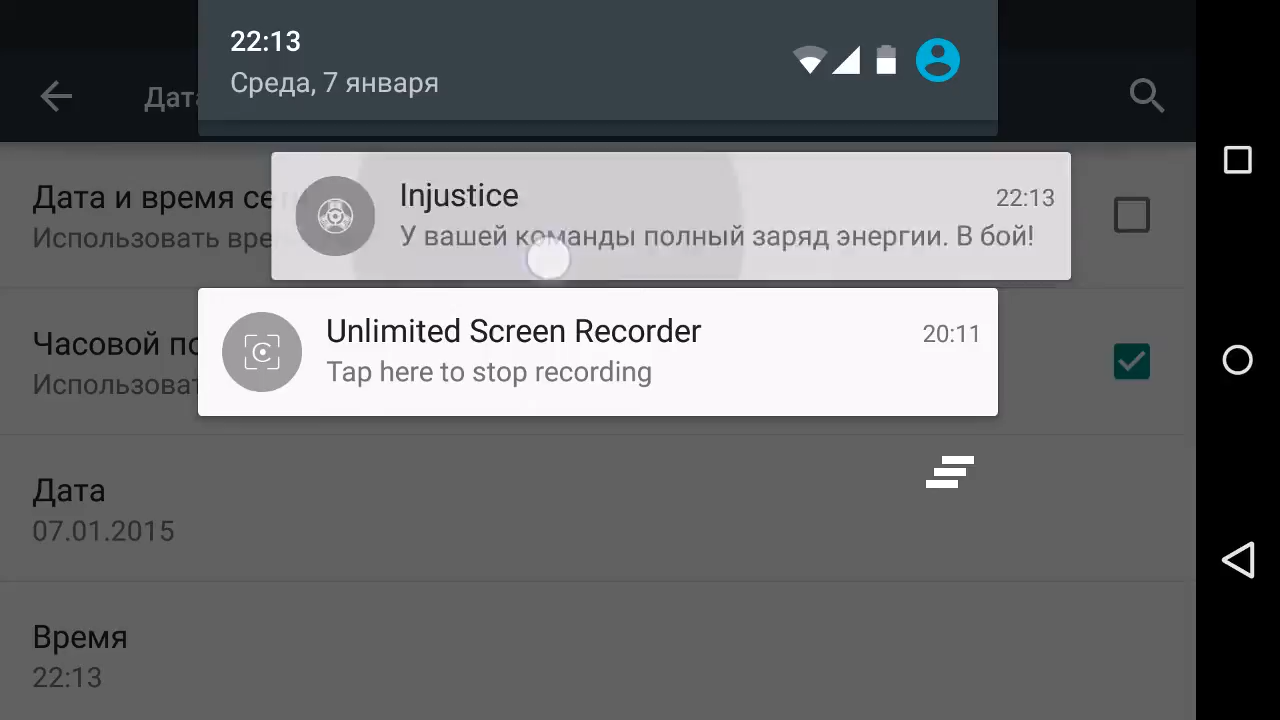 22:13
Среда, 7 января
Дата
Injustice
22:13
У вашей команды полный заряд энергии. В бой!
Дата и время се
Использовать вре
Unlimited Screen Recorder
20:11
Tap here to stop recording
Часовой по
Использоват
Дата
07.01.2015
Время
22:13